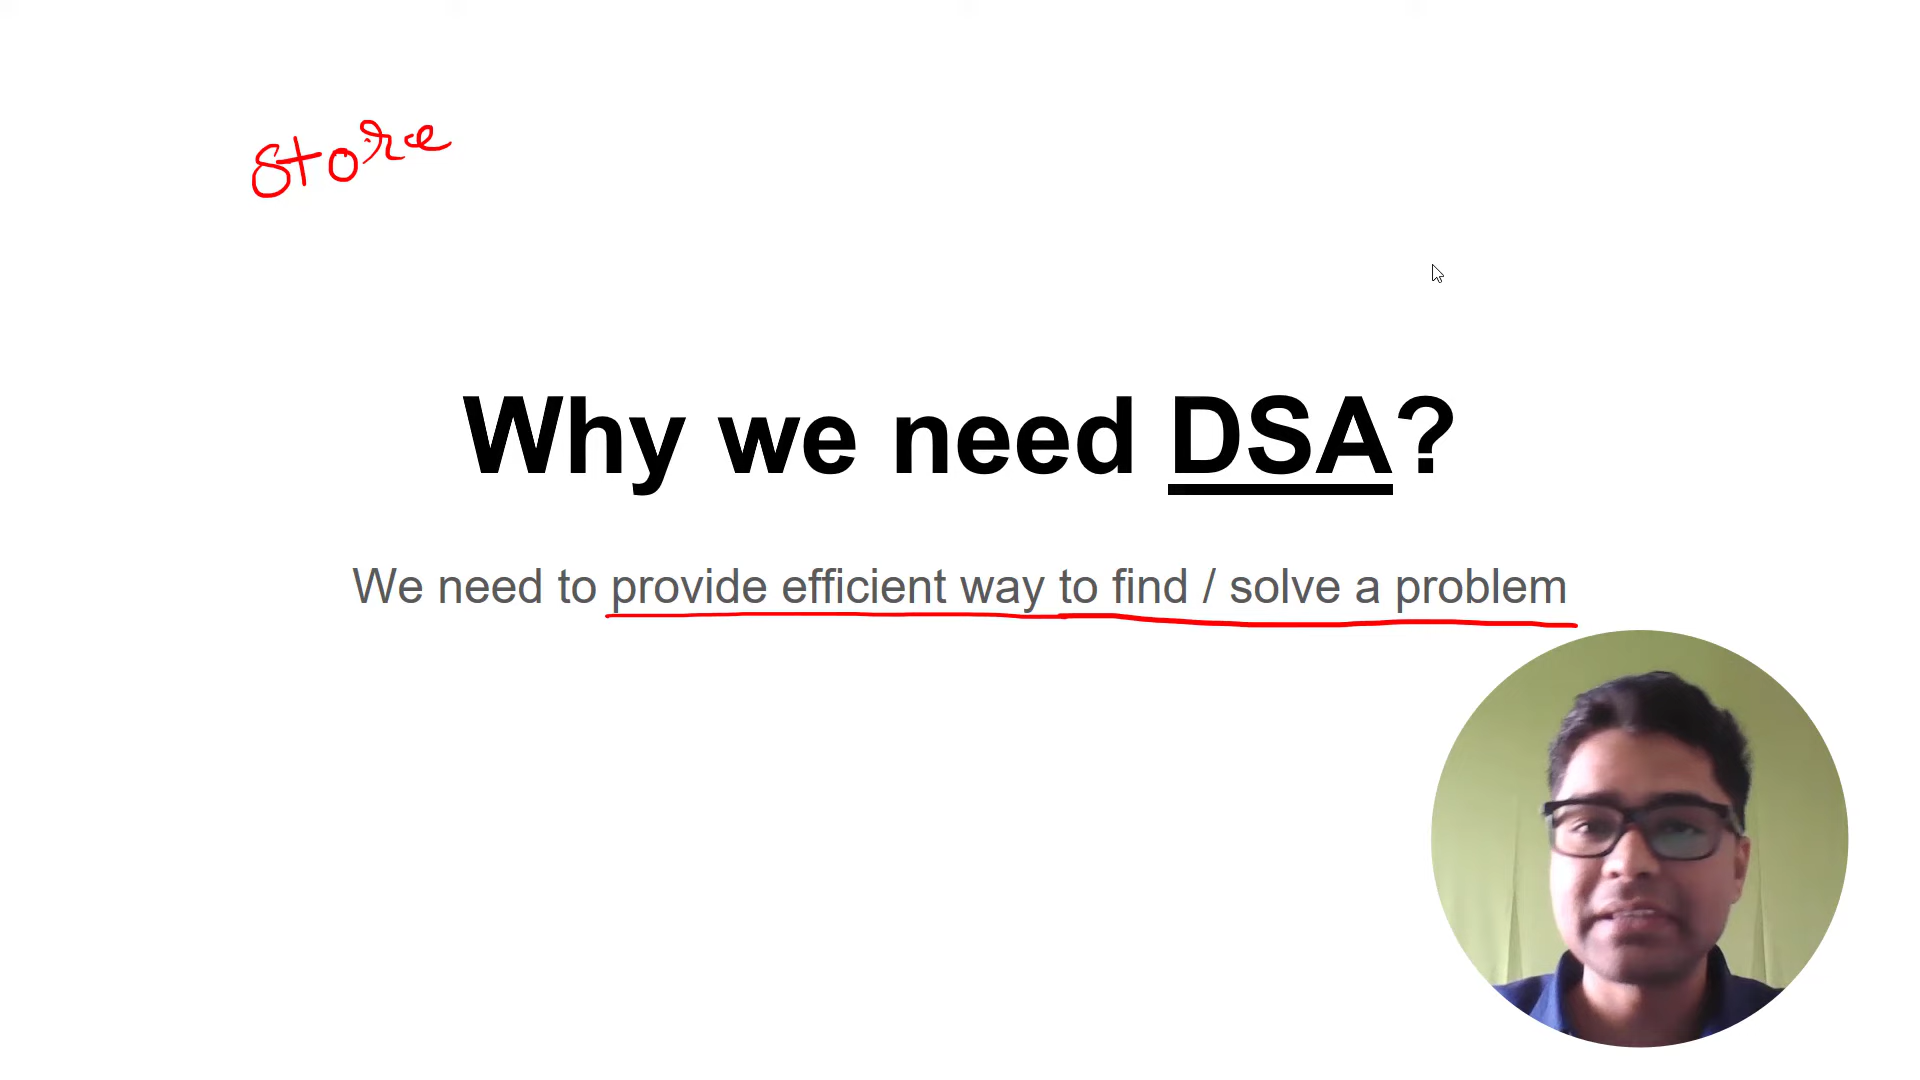 Store
Why we need DSA?
We need to provide efficient way to find / solve a problem